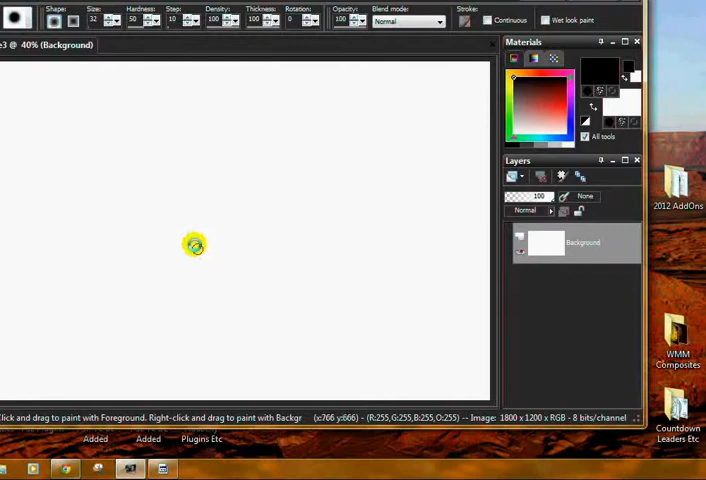 Shape: Size: Hardness: Step: Density: Thickness: Rotation: Opacity: Blend mode: Stroke:
32 50 10 100 100 0 100 Normal Continuous Wet look paint
e3 @ 40% (Background)
Materials
All tools
Layers
100 None
Normal
Background
2012 AddOns
WMM
Composites
Countdown
Leaders Etc
Click and drag to paint with Foreground. Right-click and drag to paint with Backgr (x:766 y:666) - (R:255,G:255,B:255,O:255) -- Image: 1800 x 1200 x RGB - 8 bits/channel
Added Added Plugins Etc